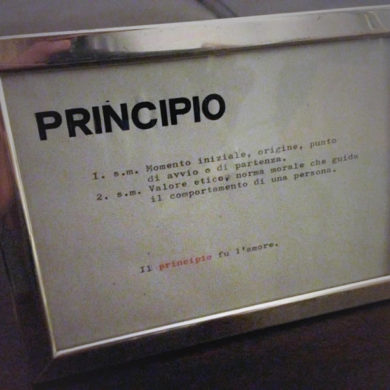 PRINCIPIO
1. s.m. Momento iniziale, origine, punto
di avvio o di partenza.
2. s.m. Valore etico, norma morale che guida
il comportamento di una persona.
Il principio fu l'amore.